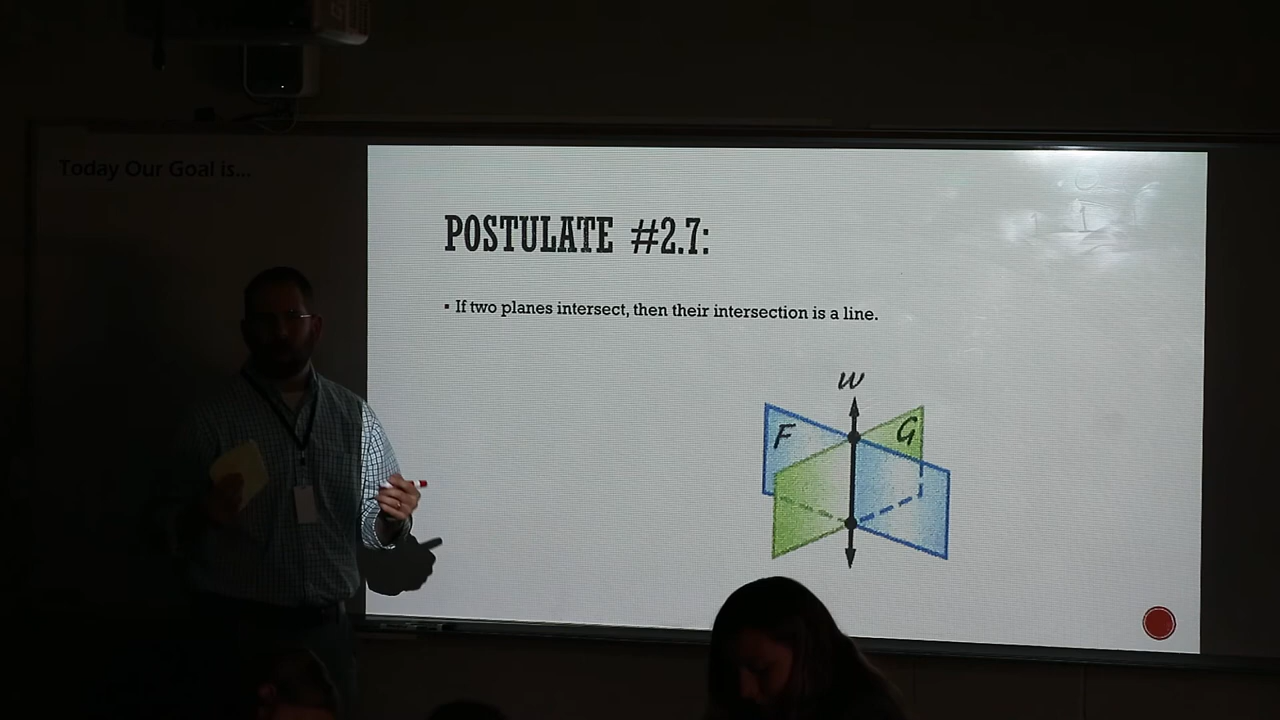 Today Our Goal is...
POSTULATE #2.7:
▪ If two planes intersect, then their intersection is a line.
W
F
G